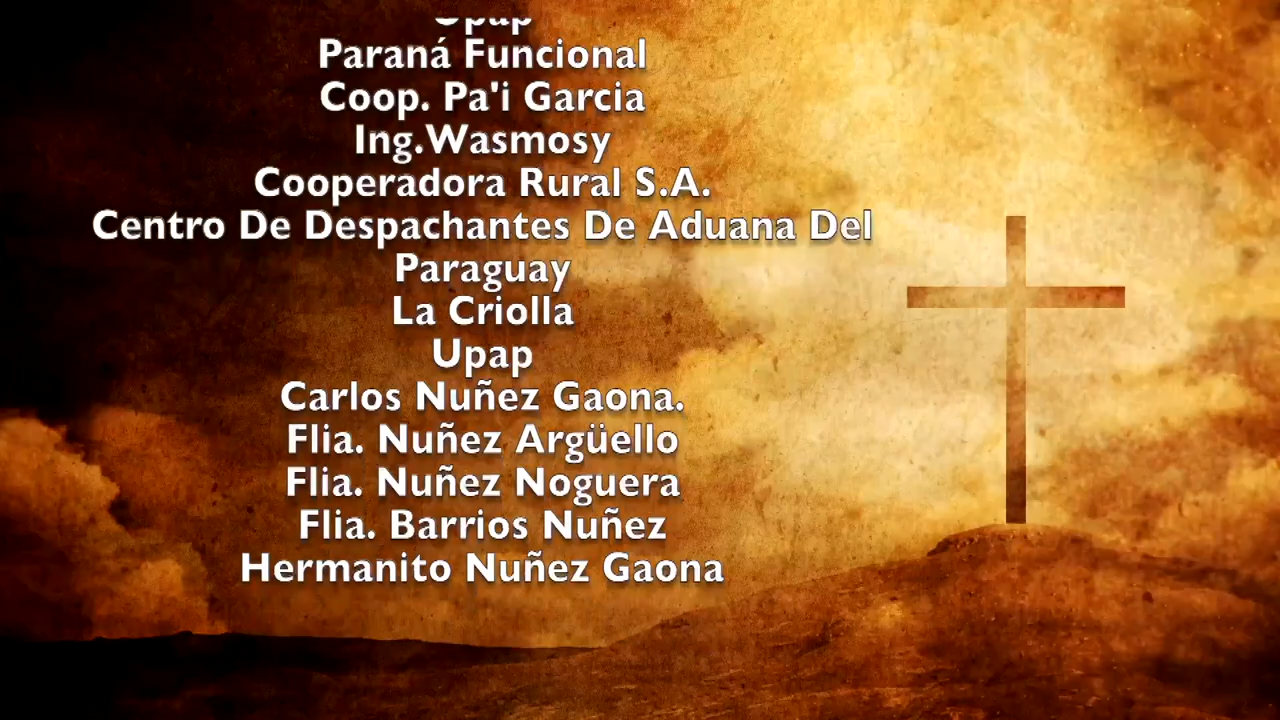 Paraná Funcional
Coop. Pa'i Garcia
Ing.Wasmosy
Cooperadora Rural S.A.
Centro De Despachantes De Aduana Del
Paraguay
La Criolla
Upap
Carlos Nuñez Gaona.
Flia. Nuñez Argüello
Flia. Nuñez Noguera
Flia. Barrios Nuñez
Hermanito Nuñez Gaona